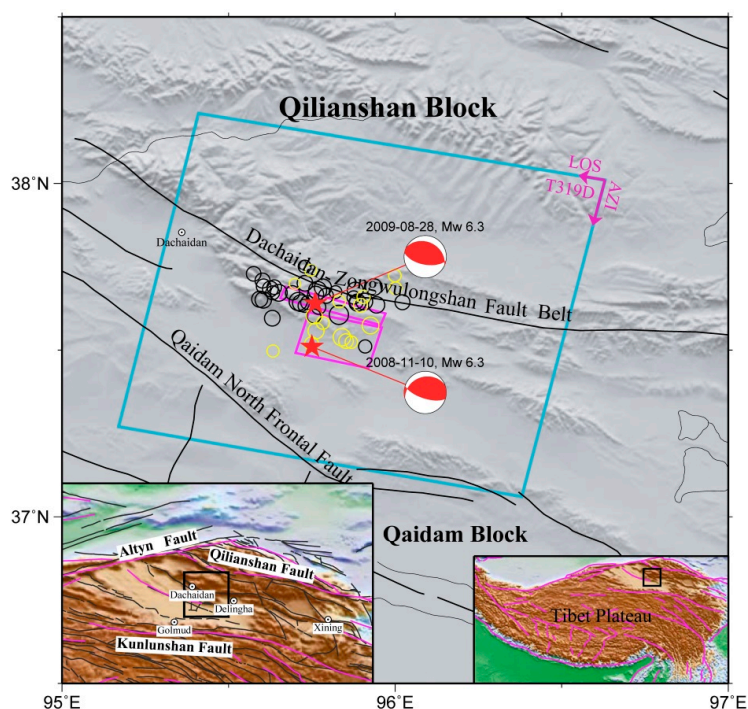 Qilianshan Block
38°N
LOS
T319D
AZI
2009-08-28, Mw 6.3
Dachaidan
Dachaidan-Zongwulongshan Fault Belt
2008-11-10, Mw 6.3
Qaidam North Frontal Fault
37°N
Qaidam Block
Altyn Fault
Qilianshan Fault
Dachaidan
Delingha
Golmud
Xining
Kunlunshan Fault
Tibet Plateau
95°E
96°E
97°E